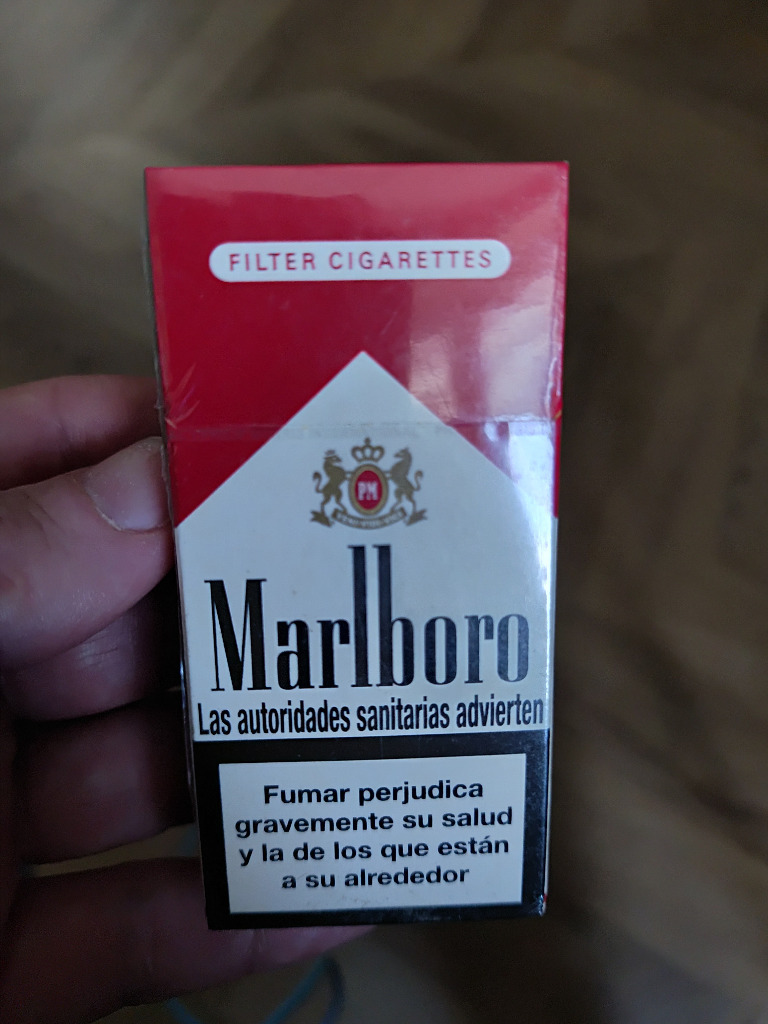 FILTER CIGARETTES
PM
Marlboro
Las autoridades sanitarias advierten
Fumar perjudica
gravemente su salud
y la de los que están
a su alrededor